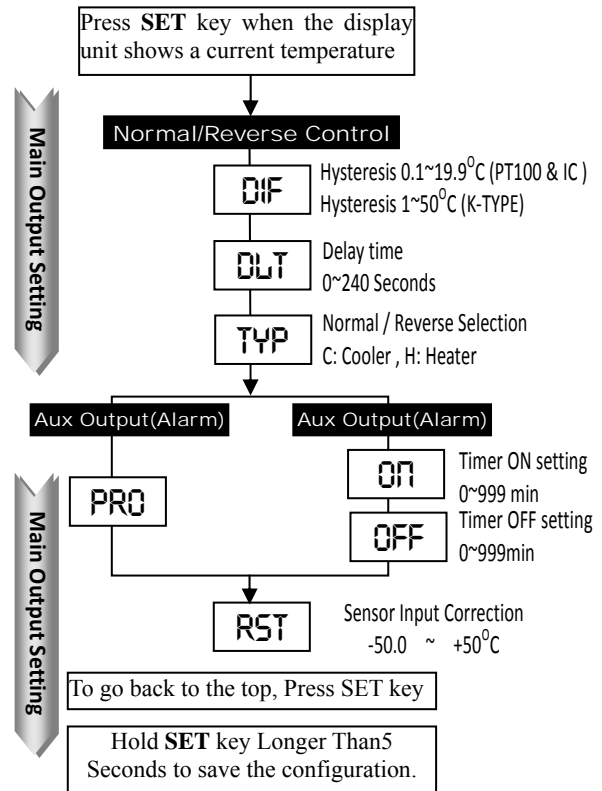 Press SET key when the display
unit shows a current temperature
Main Output Setting
Normal/Reverse Control
DIF
Hysteresis 0.1~19.9⁰C (PT100 & IC )
Hysteresis 1~50⁰C (K-TYPE)
DLT
Delay time
0~240 Seconds
TYP
Normal / Reverse Selection
C: Cooler , H: Heater
Aux Output(Alarm)
Aux Output(Alarm)
PRO
ON
Timer ON setting
0~999 min
OFF
Timer OFF setting
0~999min
Main Output Setting
RST
Sensor Input Correction
-50.0 ~ +50⁰C
To go back to the top, Press SET key
Hold SET key Longer Than5
Seconds to save the configuration.